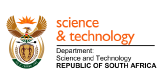 science
& technology
Department:
Science and Technology
REPUBLIC OF SOUTH AFRICA